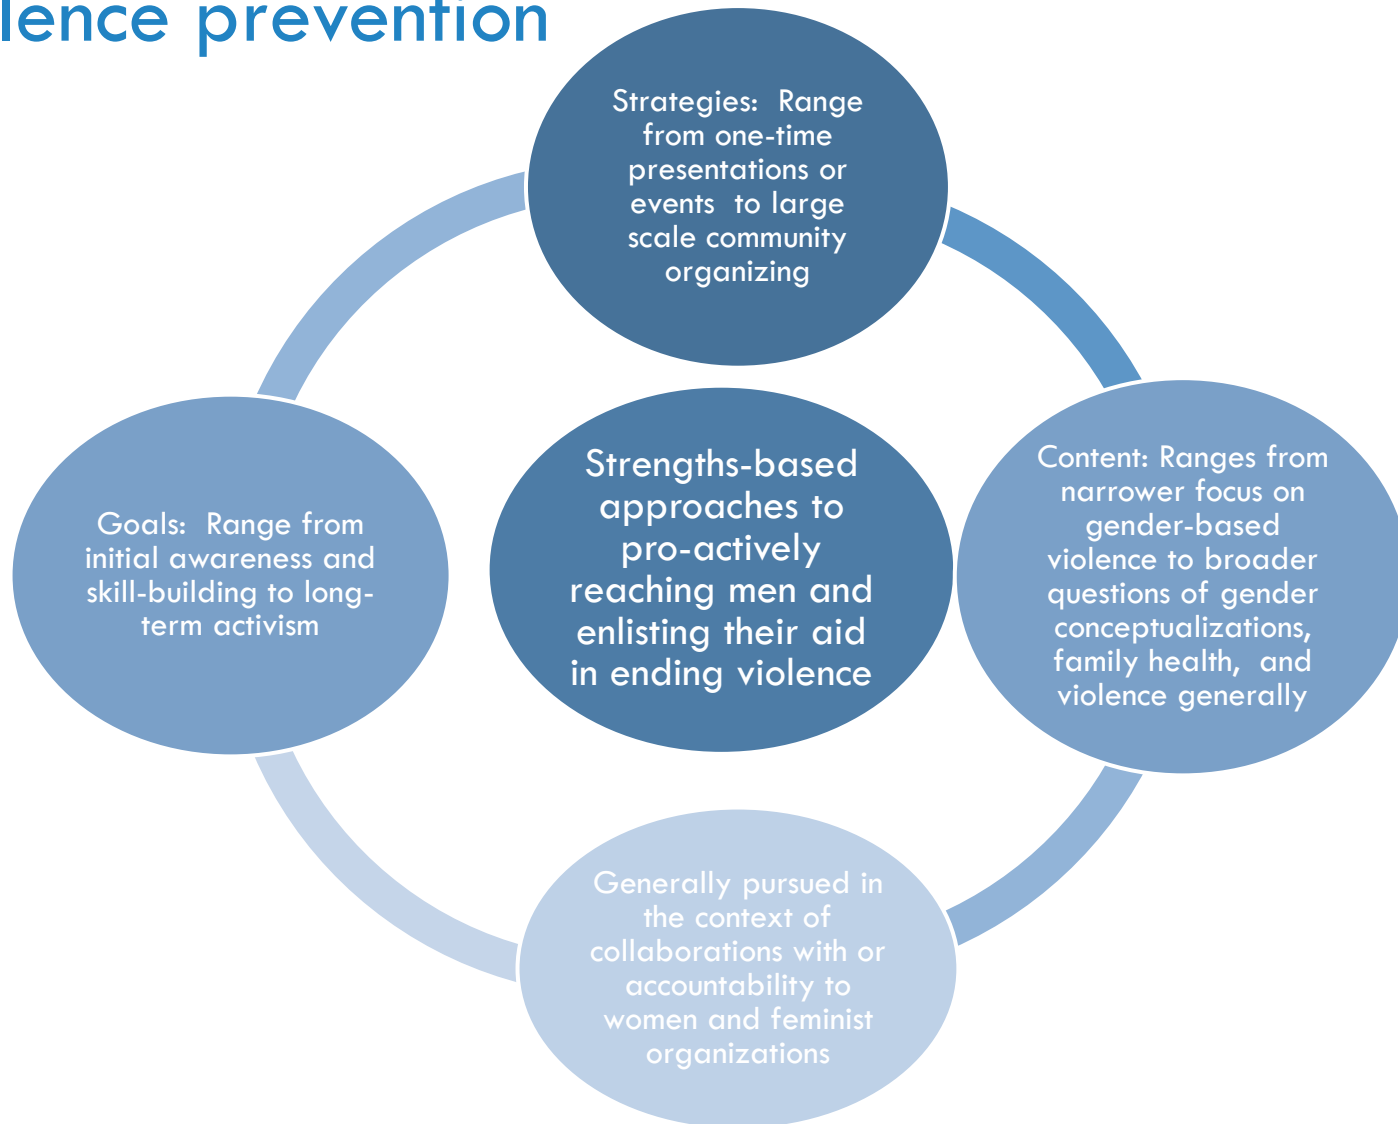 lence prevention
Strategies:  Range
from one-time
presentations or
events  to large
scale community
organizing
Strengths-based
approaches to
pro-actively
reaching men and
enlisting their aid
in ending violence
Content: Ranges from
narrower focus on
gender-based
violence to broader
questions of gender
conceptualizations,
family health,  and
violence generally
Goals:  Range from
initial awareness and
skill-building to long-
term activism
Generally pursued in
the context of
collaborations with or
accountability to
women and feminist
organizations